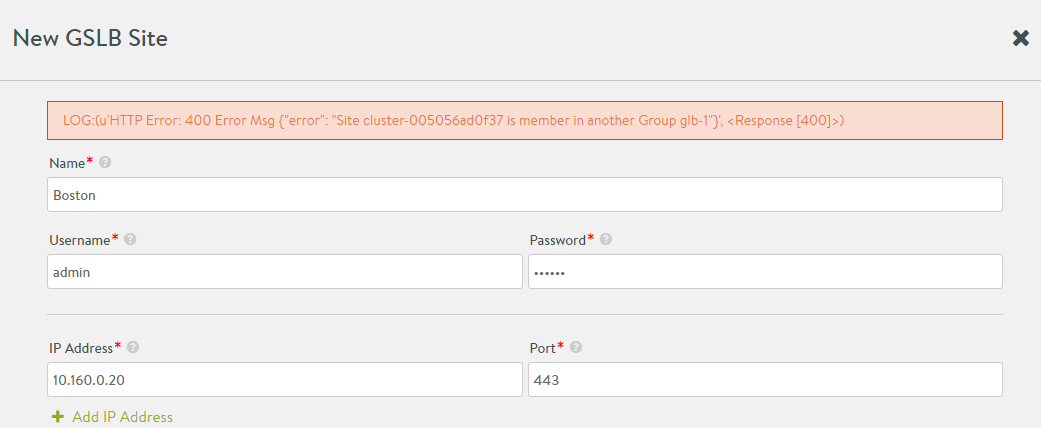 New GSLB Site
LOG:(u'HTTP Error: 400 Error Msg {"error": "Site cluster-005056ad0f37 is member in another Group glb-1"}', <Response [400]>)
Name*
Boston
Username* Password*
admin ••••••
IP Address* Port*
10.160.0.20 443
Add IP Address